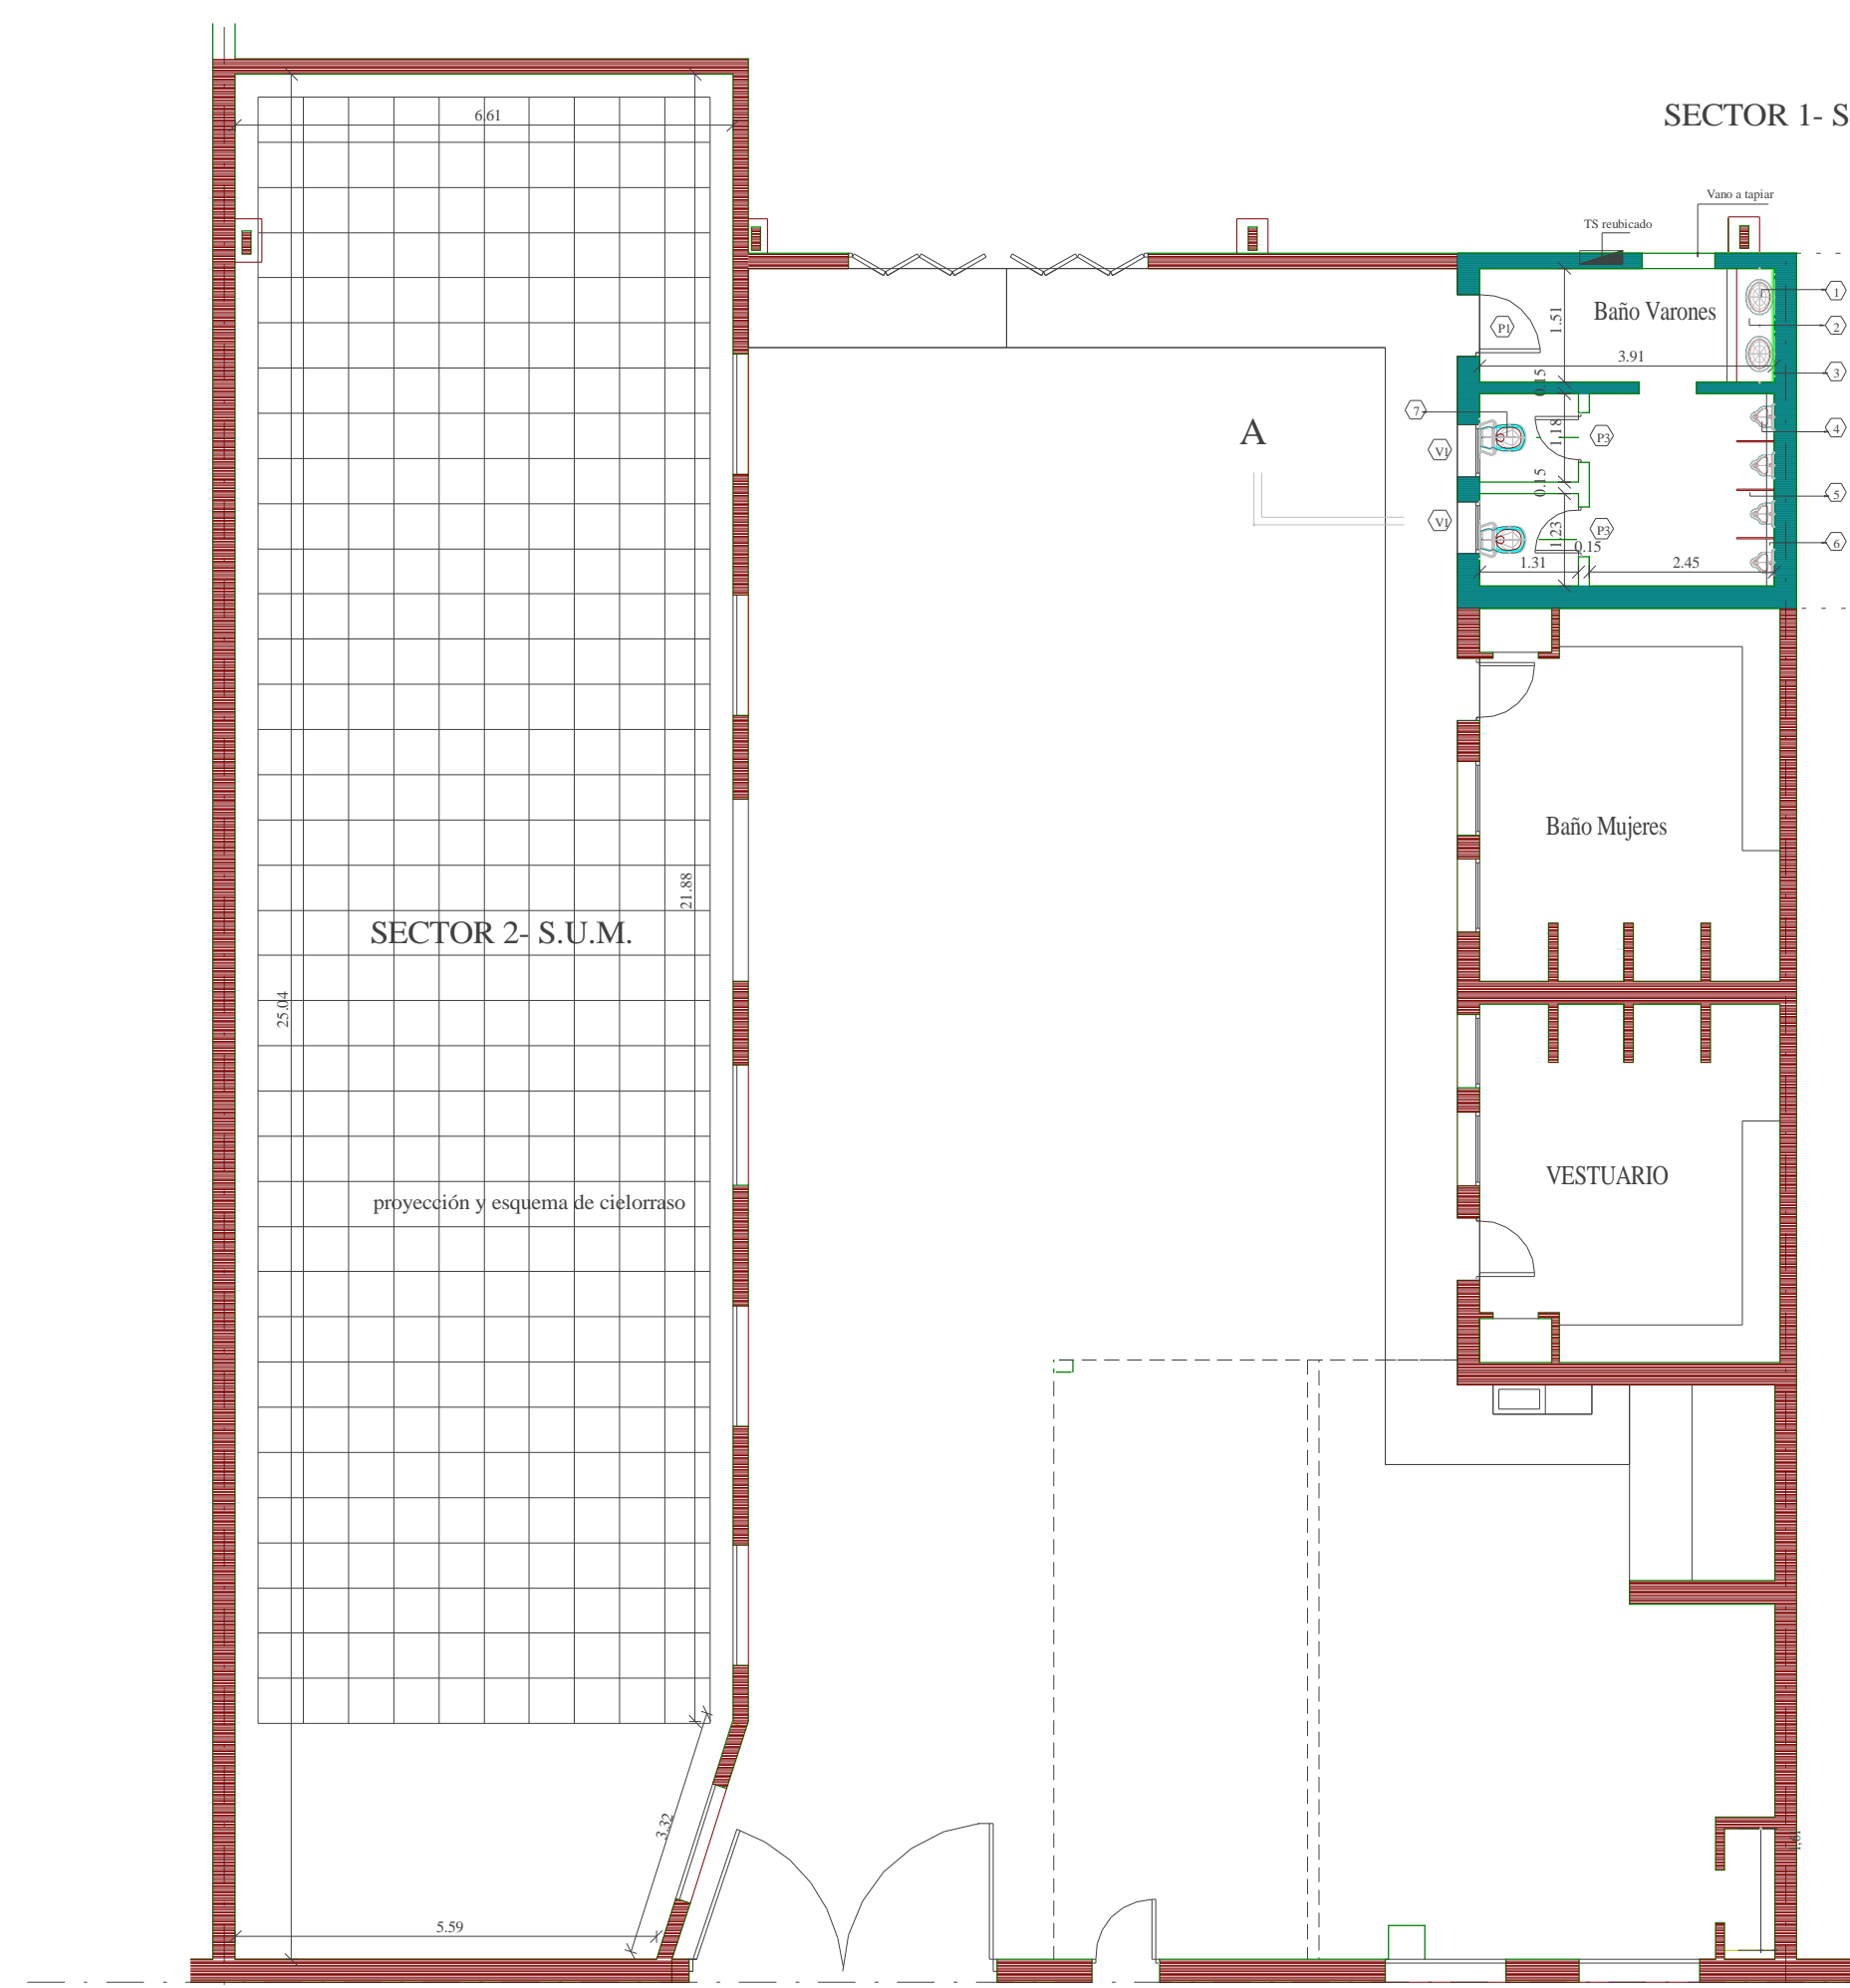 SECTOR 1- S
6.61
Vano a tapiar
TS reubicado
1
Baño Varones
P1
1.51
2
3.91
3
0.15
7
A
1.18
P3
4
V1
0.15
5
V1
P3
1.23
0.15
6
1.31
2.45
Baño Mujeres
21.88
SECTOR 2- S.U.M.
25.04
VESTUARIO
proyección y esquema de cielorraso
3.32
5.59